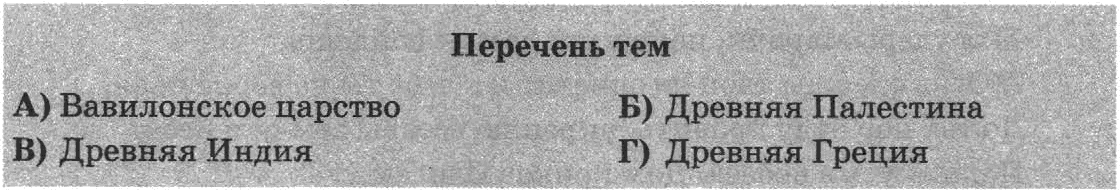 Перечень тем
А) Вавилонское царство Б) Древняя Палестина
В) Древняя Индия Г) Древняя Греция